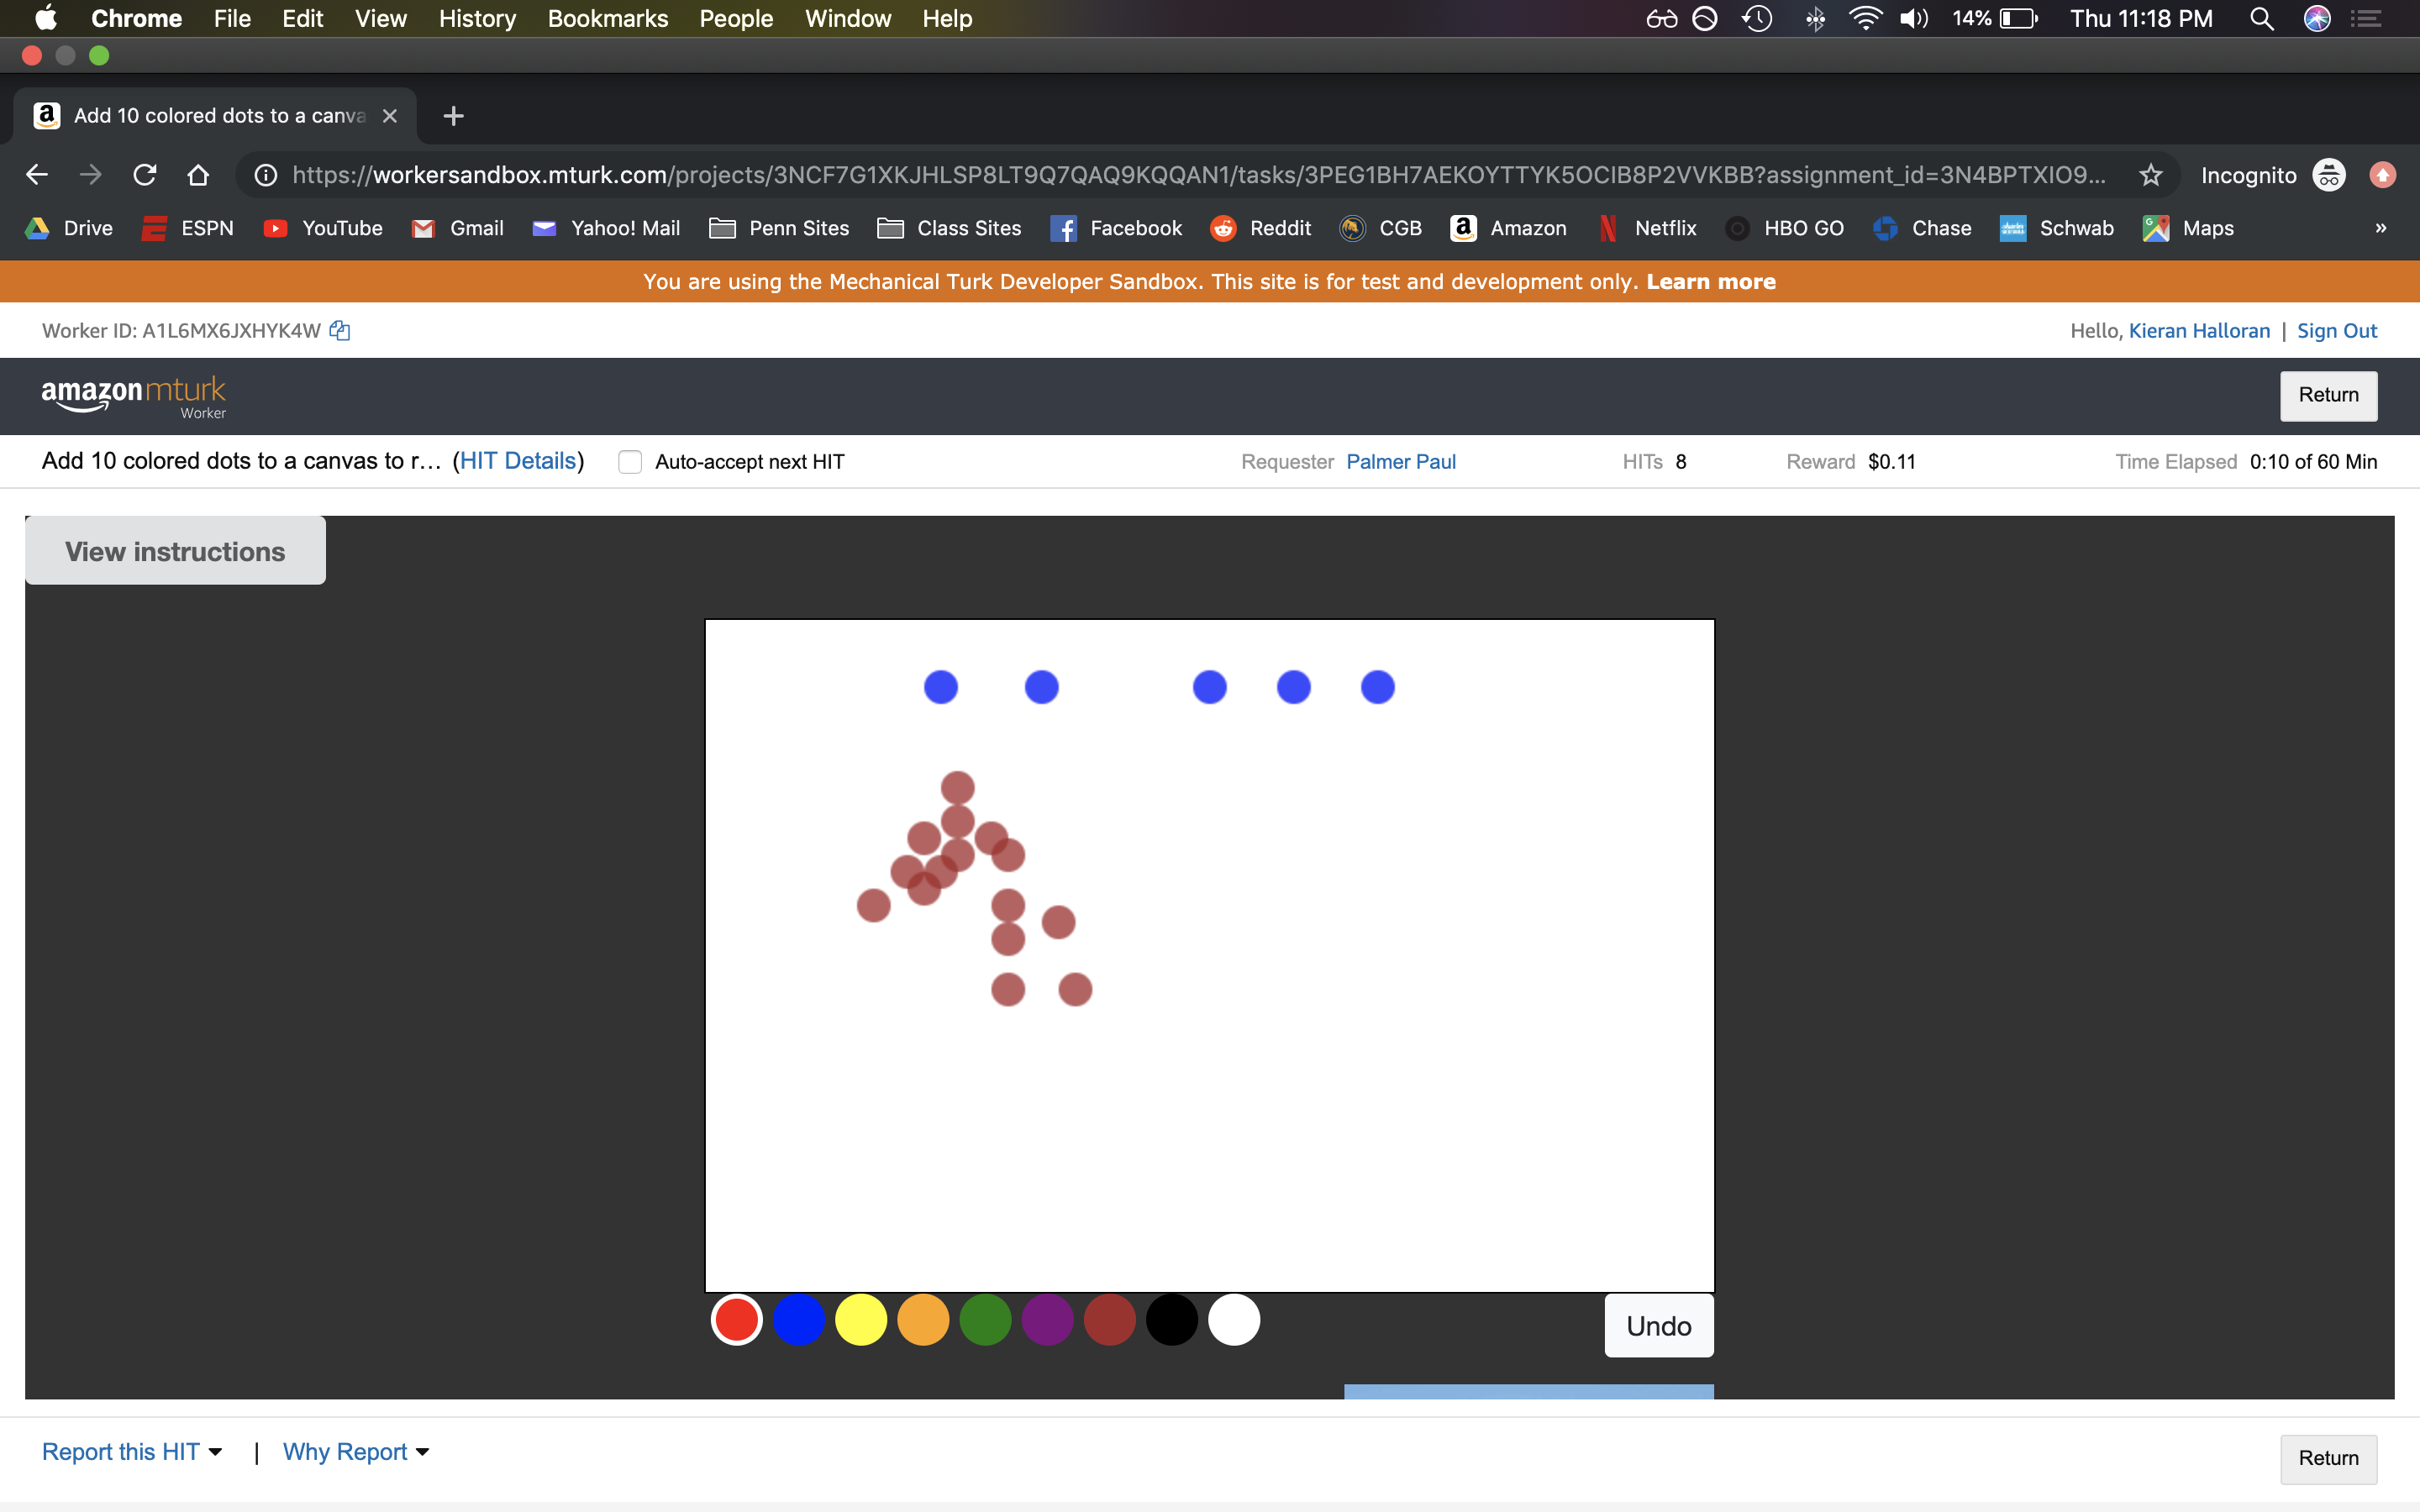 Chrome File Edit View History Bookmarks People Window Help 14% Thu 11:18 PM
Add 10 colored dots to a canva
https://workersandbox.mturk.com/projects/3NCF7G1XKJHLSP8LT9Q7QAQ9KQQAN1/tasks/3PEG1BH7AEKOYTTYK5OCIB8P2VVKBB?assignment_id=3N4BPTXIO9... Incognito
Drive ESPN YouTube Gmail Yahoo! Mail Penn Sites Class Sites Facebook Reddit CGB Amazon Netflix HBO GO Chase Schwab Maps »
You are using the Mechanical Turk Developer Sandbox. This site is for test and development only. Learn more
Worker ID: A1L6MX6JXHYK4W Hello, Kieran Halloran | Sign Out
amazonmturk Return
Worker
Add 10 colored dots to a canvas to r... (HIT Details) Auto-accept next HIT Requester Palmer Paul HITs 8 Reward $0.11 Time Elapsed 0:10 of 60 Min
View instructions
Undo
Report this HIT | Why Report Return